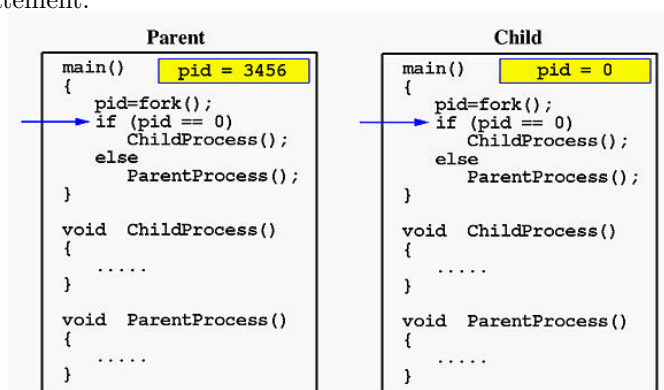 Parent
main() pid = 3456
{
pid=fork();
if (pid == 0)
ChildProcess();
else
ParentProcess();
}
void ChildProcess()
{
.....
}
void ParentProcess()
{
.....
}
Child
main() pid = 0
{
pid=fork();
if (pid == 0)
ChildProcess();
else
ParentProcess();
}
void ChildProcess()
{
.....
}
void ParentProcess()
{
.....
}